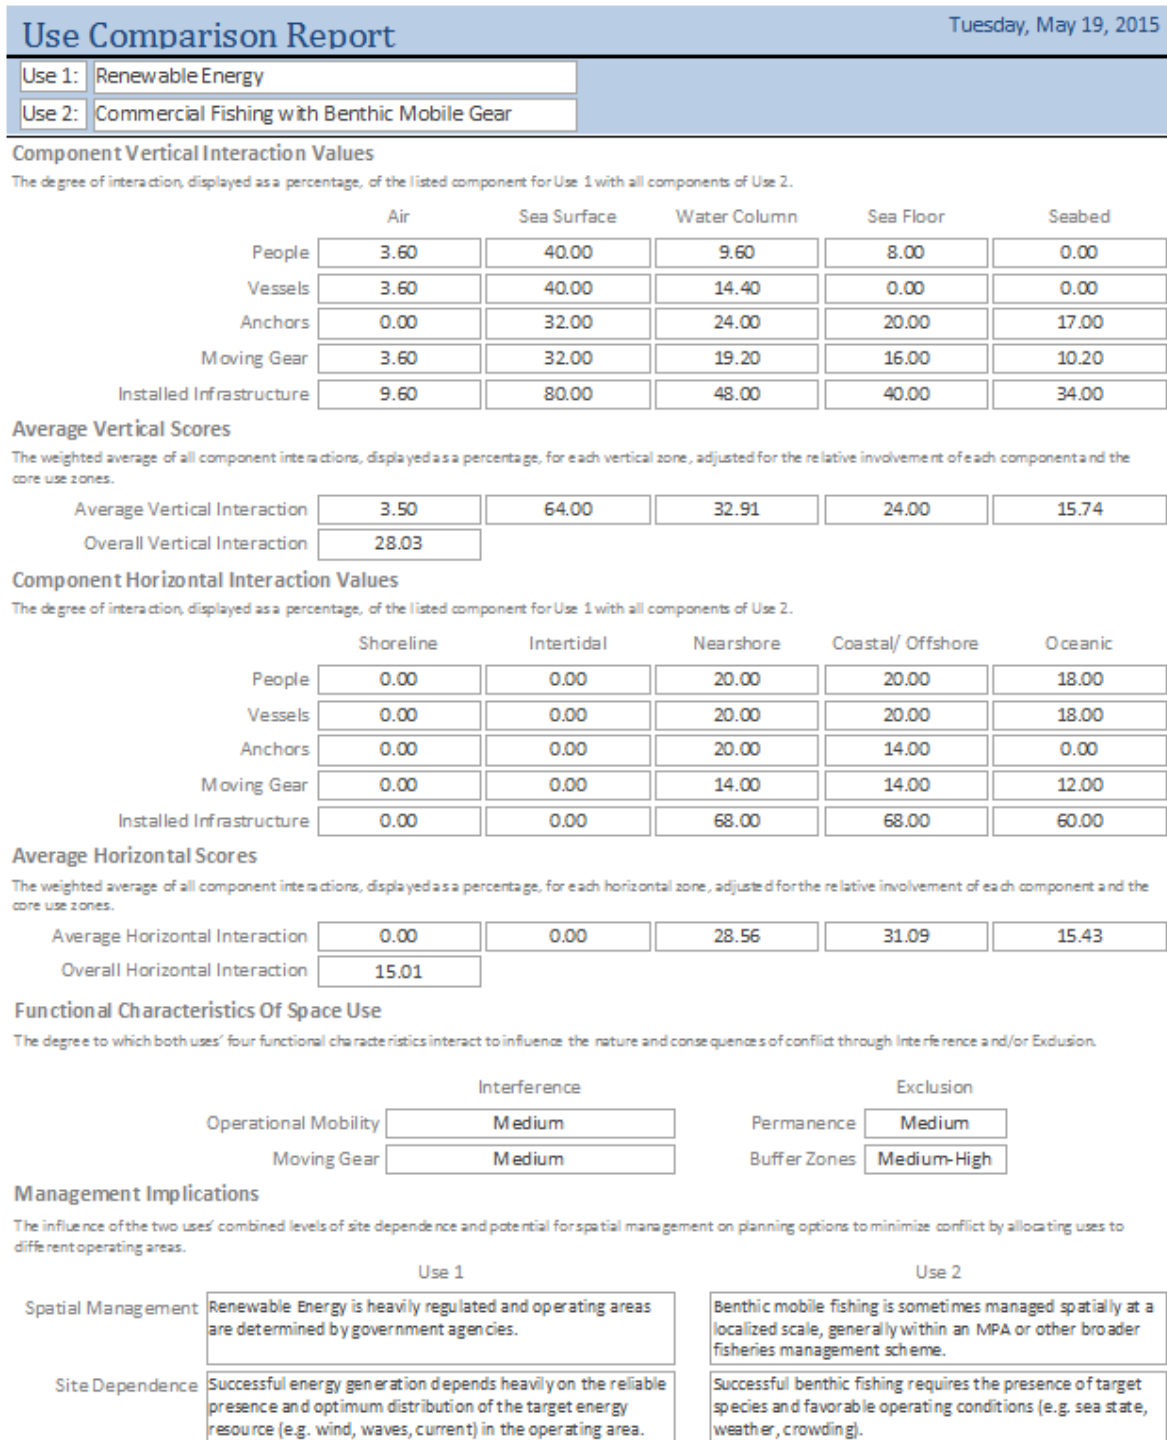 Use Comparison Report
Tuesday, May 19, 2015
Use 1: Renewable Energy
Use 2: Commercial Fishing with Benthic Mobile Gear
Component Vertical Interaction Values
The degree of interaction, displayed as a percentage, of the listed component for Use 1 with all components of Use 2.
Air Sea Surface Water Column Sea Floor Seabed
People 3.60 40.00 9.60 8.00 0.00
Vessels 3.60 40.00 14.40 0.00 0.00
Anchors 0.00 32.00 24.00 20.00 17.00
Moving Gear 3.60 32.00 19.20 16.00 10.20
Installed Infrastructure 9.60 80.00 48.00 40.00 34.00
Average Vertical Scores
The weighted average of all component interactions, displayed as a percentage, for each vertical zone, adjusted for the relative involvement of each component and the
core use zones.
Average Vertical Interaction 3.50 64.00 32.91 24.00 15.74
Overall Vertical Interaction 28.03
Component Horizontal Interaction Values
The degree of interaction, displayed as a percentage, of the listed component for Use 1 with all components of Use 2.
Shoreline Intertidal Nearshore Coastal/ Offshore Oceanic
People 0.00 0.00 20.00 20.00 18.00
Vessels 0.00 0.00 20.00 20.00 18.00
Anchors 0.00 0.00 20.00 14.00 0.00
Moving Gear 0.00 0.00 14.00 14.00 12.00
Installed Infrastructure 0.00 0.00 68.00 68.00 60.00
Average Horizontal Scores
The weighted average of all component interactions, displayed as a percentage, for each horizontal zone, adjusted for the relative involvement of each component and the
core use zones.
Average Horizontal Interaction 0.00 0.00 28.56 31.09 15.43
Overall Horizontal Interaction 15.01
Functional Characteristics Of Space Use
The degree to which both uses' four functional characteristics interact to influence the nature and consequences of conflict through Interference and/or Exclusion.
Interference Exclusion
Operational Mobility Medium Permanence Medium
Moving Gear Medium Buffer Zones Medium-High
Management Implications
The influence of the two uses' combined levels of site dependence and potential for spatial management on planning options to minimize conflict by allocating uses to
different operating areas.
Use 1 Use 2
Spatial Management
Renewable Energy is heavily regulated and operating areas
are determined by government agencies.
Benthic mobile fishing is sometimes managed spatially at a
localized scale, generally within an MPA or other broader
fisheries management scheme.
Site Dependence
Successful energy generation depends heavily on the reliable
presence and optimum distribution of the target energy
resource (e.g. wind, waves, current) in the operating area.
Successful benthic fishing requires the presence of target
species and favorable operating conditions (e.g. sea state,
weather, crowding).